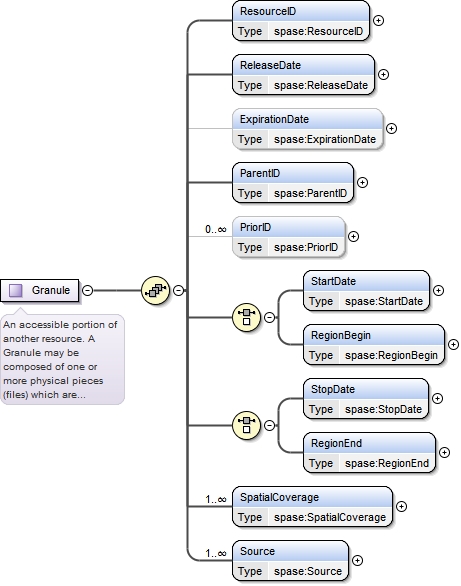 ResourceID
Type spase:ResourceID
ReleaseDate
Type spase:ReleaseDate
ExpirationDate
Type spase:ExpirationDate
ParentID
Type spase:ParentID
0..∞
PriorID
Type spase:PriorID
Granule
An accessible portion of
another resource. A
Granule may be
composed of one or
more physical pieces
(files) which are...
StartDate
Type spase:StartDate
RegionBegin
Type spase:RegionBegin
StopDate
Type spase:StopDate
RegionEnd
Type spase:RegionEnd
1..∞
SpatialCoverage
Type spase:SpatialCoverage
1..∞
Source
Type spase:Source